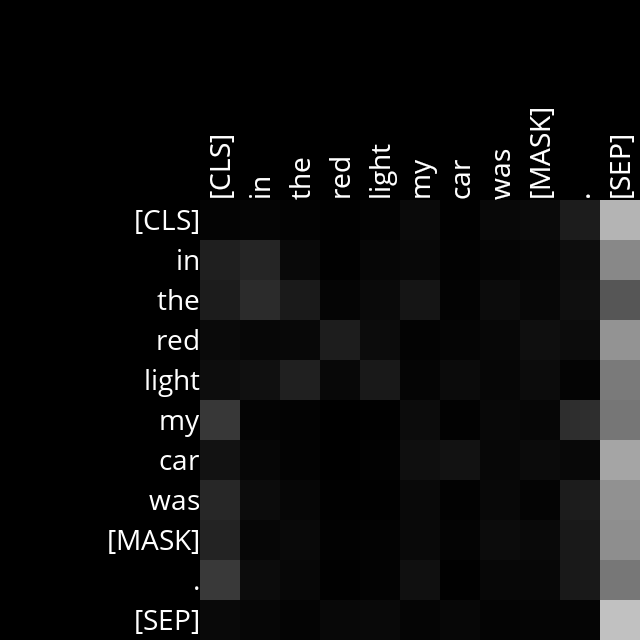 [CLS] in the red light my car was [MASK] . [SEP]
[CLS]
in
the
red
light
my
car
was
[MASK]
.
[SEP]